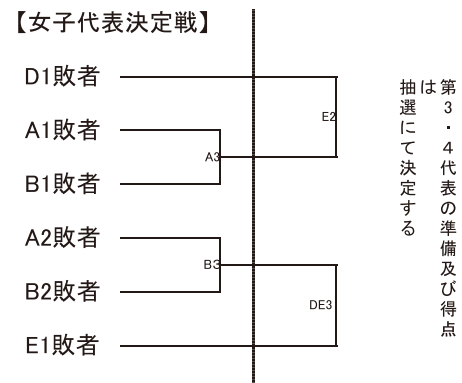 【女子代表決定戦】
D1敗者
E2
A1敗者
A3
B1敗者
A2敗者
B3
B2敗者
DE3
E1敗者
第3・4代表の準備及び得点
は
抽選にて決定する